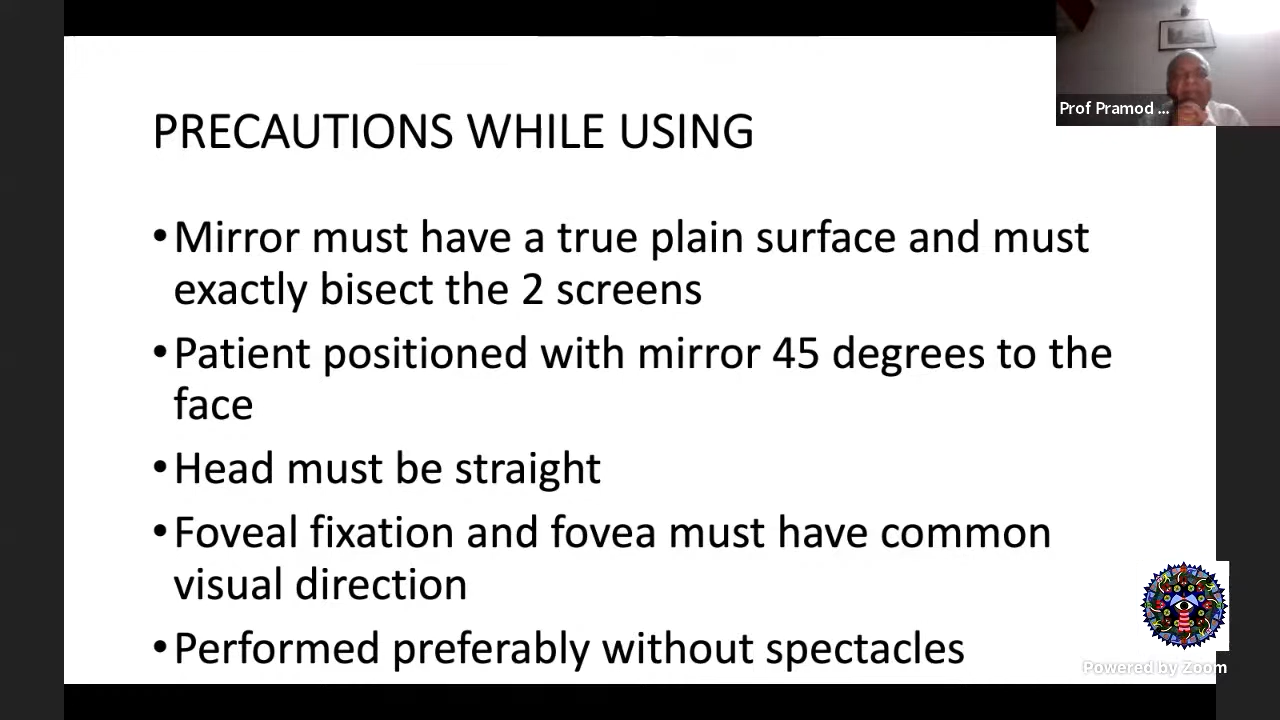 Prof Pramod ...
PRECAUTIONS WHILE USING
•Mirror must have a true plain surface and must
exactly bisect the 2 screens
•Patient positioned with mirror 45 degrees to the
face
•Head must be straight
•Foveal fixation and fovea must have common
visual direction
•Performed preferably without spectacles
Powered by Zoom